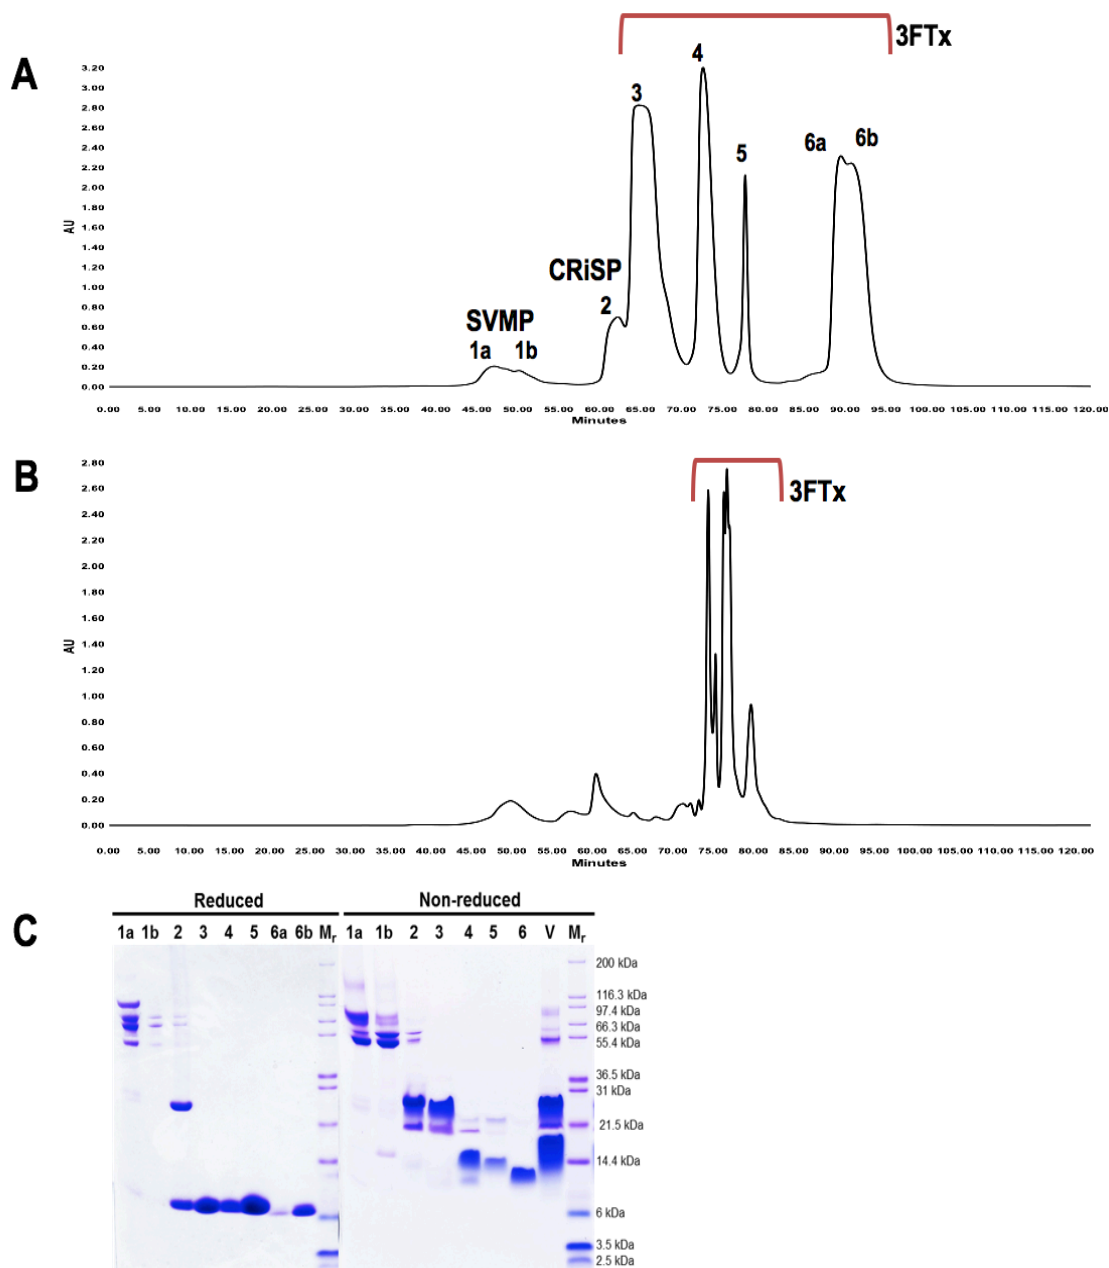 3FTx
A
4
3
5
6a 6b
CRiSP
2
SVMP
1a 1b
AU
3.20
3.00
2.80
2.60
2.40
2.20
2.00
1.80
1.60
1.40
1.20
1.00
0.80
0.60
0.40
0.20
0.00
0.00 5.00 10.00 15.00 20.00 25.00 30.00 35.00 40.00 45.00 50.00 55.00 60.00 65.00 70.00 75.00 80.00 85.00 90.00 95.00 100.00 105.00 110.00 115.00 120.00
Minutes
B
3FTx
AU
2.80
2.60
2.40
2.20
2.00
1.80
1.60
1.40
1.20
1.00
0.80
0.60
0.40
0.20
0.00
0.00 5.00 10.00 15.00 20.00 25.00 30.00 35.00 40.00 45.00 50.00 55.00 60.00 65.00 70.00 75.00 80.00 85.00 90.00 95.00 100.00 105.00 110.00 115.00 120.00
Minutes
C
Reduced Non-reduced
1a 1b 2 3 4 5 6a 6b Mr 1a 1b 2 3 4 5 6 V Mr
200 kDa
116.3 kDa
97.4 kDa
66.3 kDa
55.4 kDa
36.5 kDa
31 kDa
21.5 kDa
14.4 kDa
6 kDa
3.5 kDa
2.5 kDa